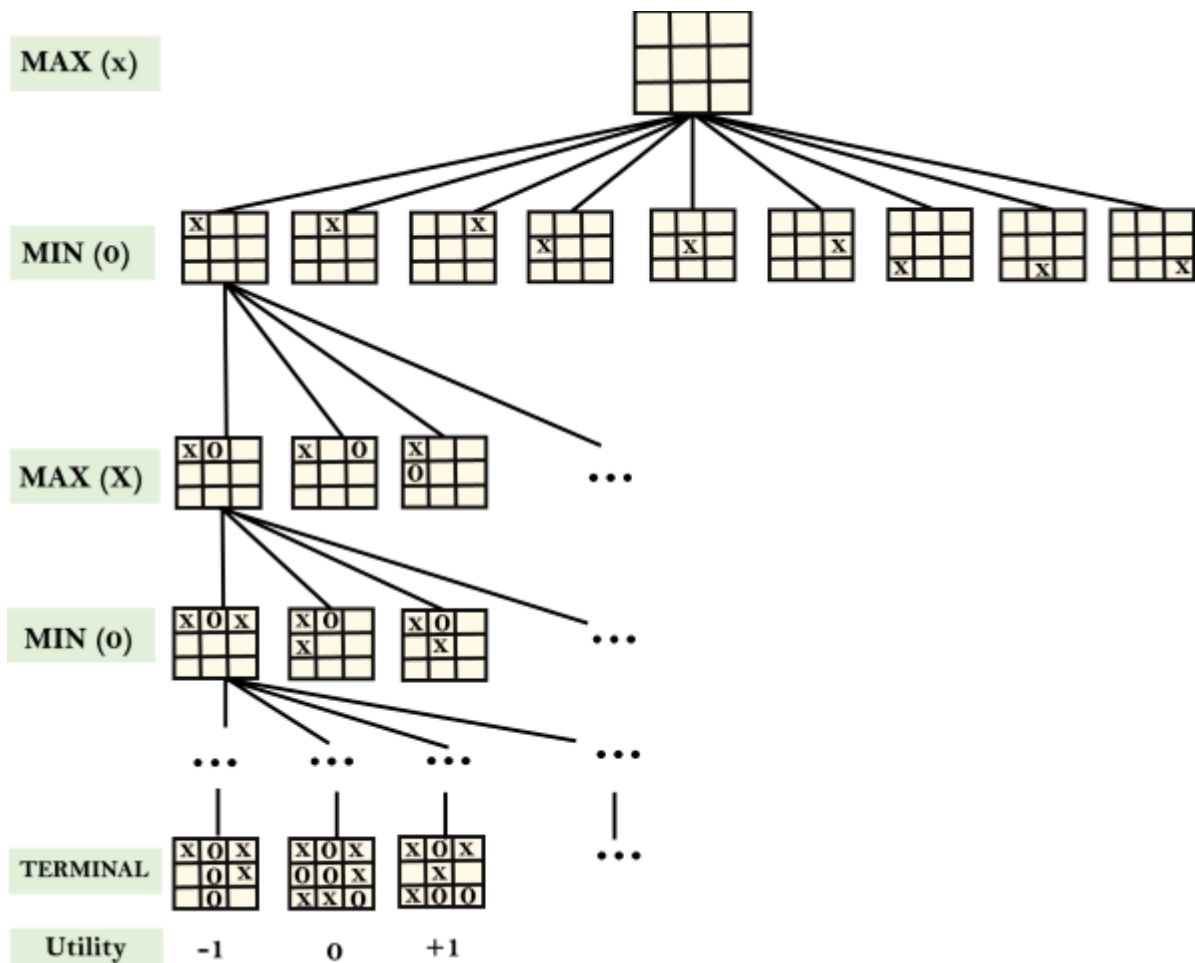 MAX (x)
x x x x x x x x x
MIN (0)
x o x o x
o
MAX (X)
...
x o x x o x o
x x
MIN (0)
...
... ... ... ...
x o x x o x x o x
o x o o x x
o x x o x o o
TERMINAL
...
Utility -1 0 +1